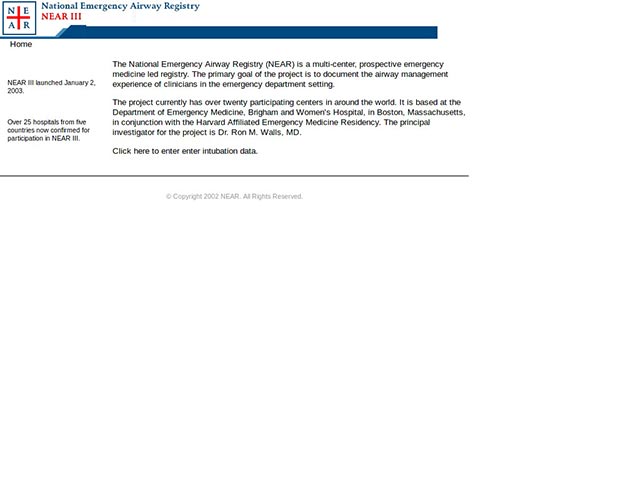 N E
A R
National Emergency Airway Registry
NEAR III
Home
NEAR III launched January 2,
2003.
Over 25 hospitals from five
countries now confirmed for
participation in NEAR III.
The National Emergency Airway Registry (NEAR) is a multi-center, prospective emergency
medicine led registry. The primary goal of the project is to document the airway management
experience of clinicians in the emergency department setting.
The project currently has over twenty participating centers in around the world. It is based at the
Department of Emergency Medicine, Brigham and Women's Hospital, in Boston, Massachusetts,
in conjunction with the Harvard Affiliated Emergency Medicine Residency. The principal
investigator for the project is Dr. Ron M. Walls, MD.
Click here to enter enter intubation data.
© Copyright 2002 NEAR. All Rights Reserved.